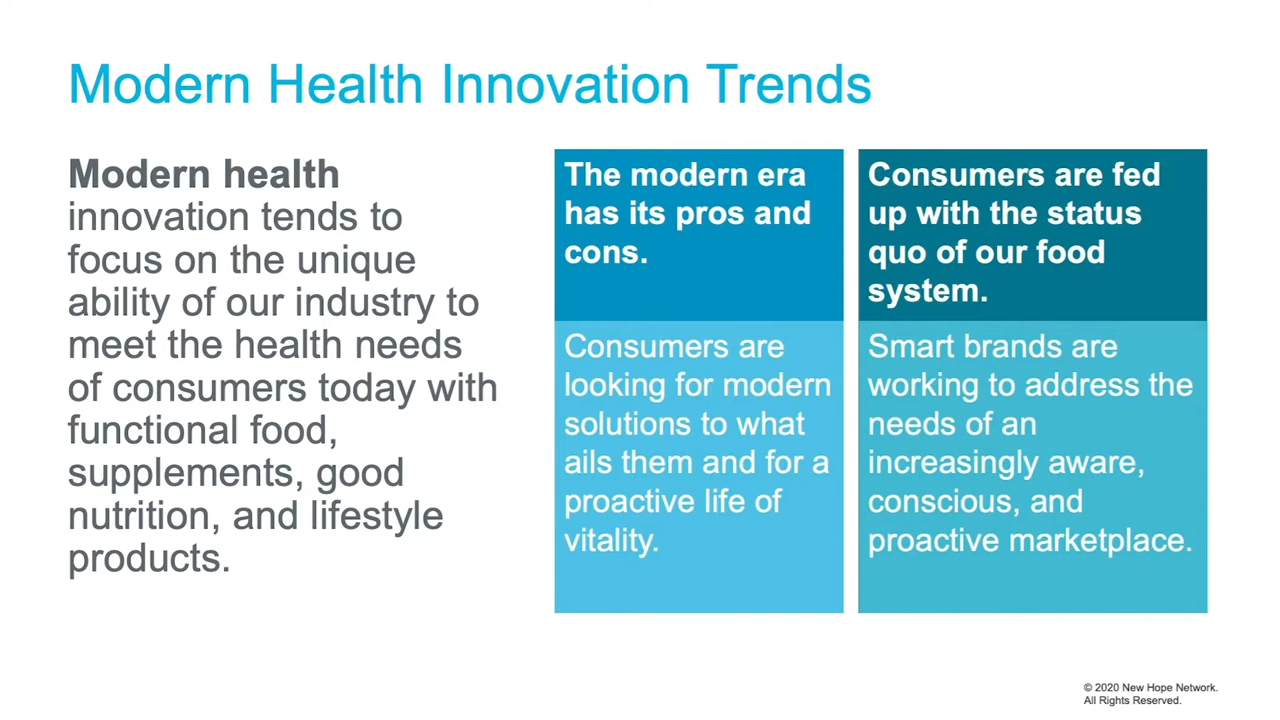 Modern Health Innovation Trends
Modern health
innovation tends to
focus on the unique
ability of our industry to
meet the health needs
of consumers today with
functional food,
supplements, good
nutrition, and lifestyle
products.
The modern era
has its pros and
cons.
Consumers are
looking for modern
solutions to what
ails them and for a
proactive life of
vitality.
Consumers are fed
up with the status
quo of our food
system.
Smart brands are
working to address the
needs of an
increasingly aware,
conscious, and
proactive marketplace.
© 2020 New Hope Network.
All Rights Reserved.